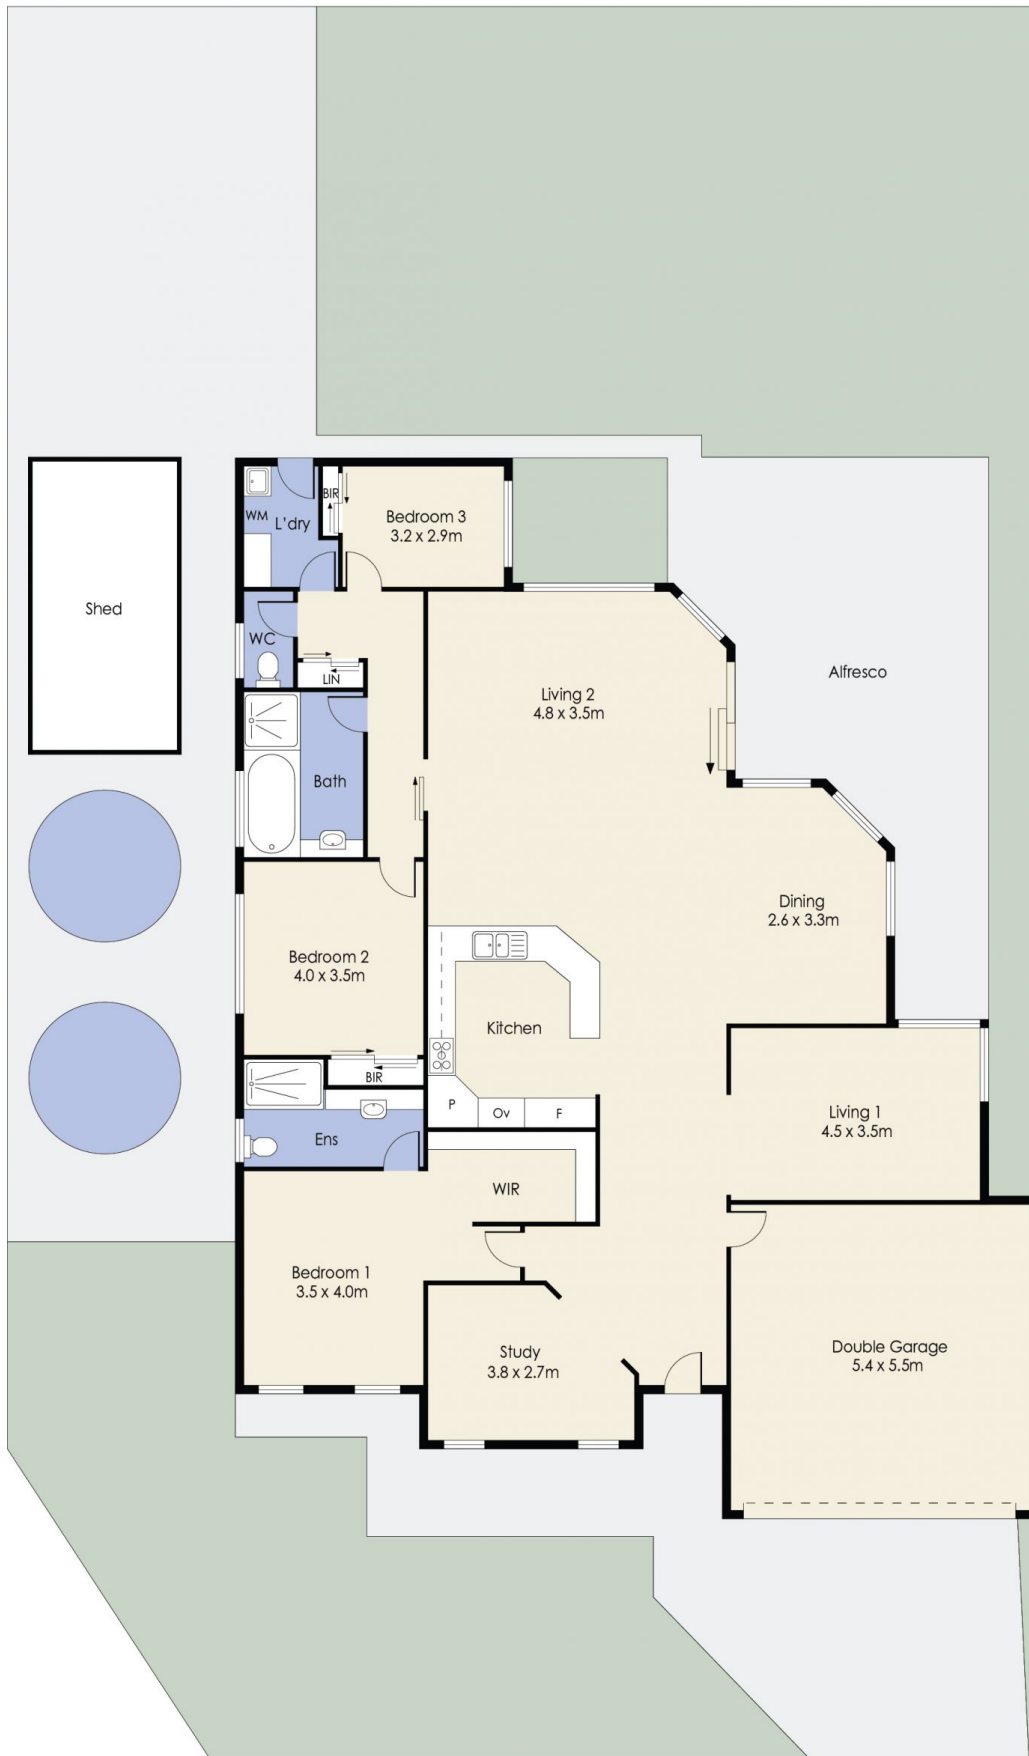 BIR
Bedroom 3
3.2 x 2.9m
WM
L'dry
Shed
WC
LIN
Living 2
4.8 x 3.5m
Alfresco
Bath
Dining
2.6 x 3.3m
Bedroom 2
4.0 x 3.5m
Kitchen
BIR
P
Ov
F
Living 1
4.5 x 3.5m
Ens
WIR
Bedroom 1
3.5 x 4.0m
Study
3.8 x 2.7m
Double Garage
5.4 x 5.5m